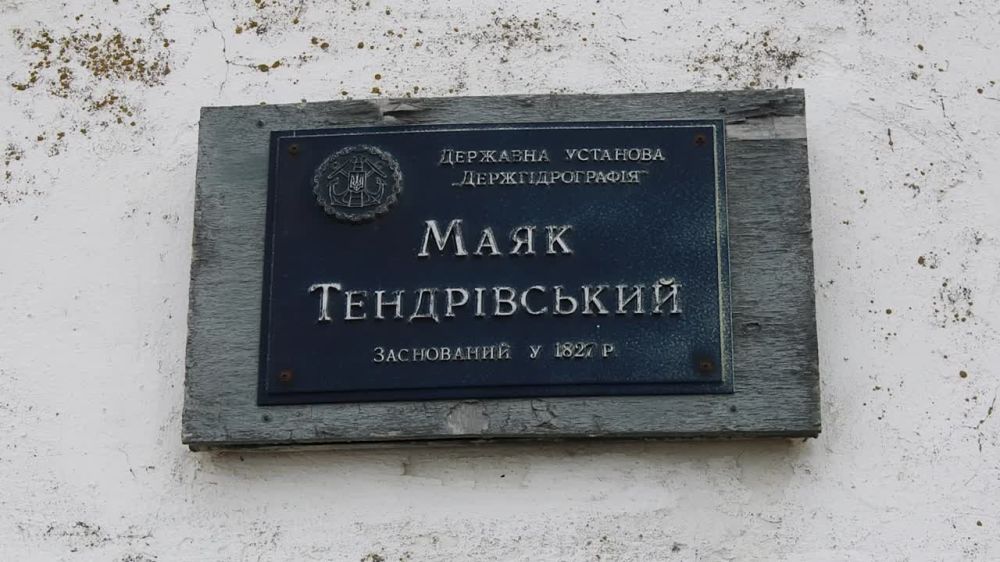 Державна установа
„Держгідрографія"
Маяк
Тендрівський
Заснований у 1827 р.